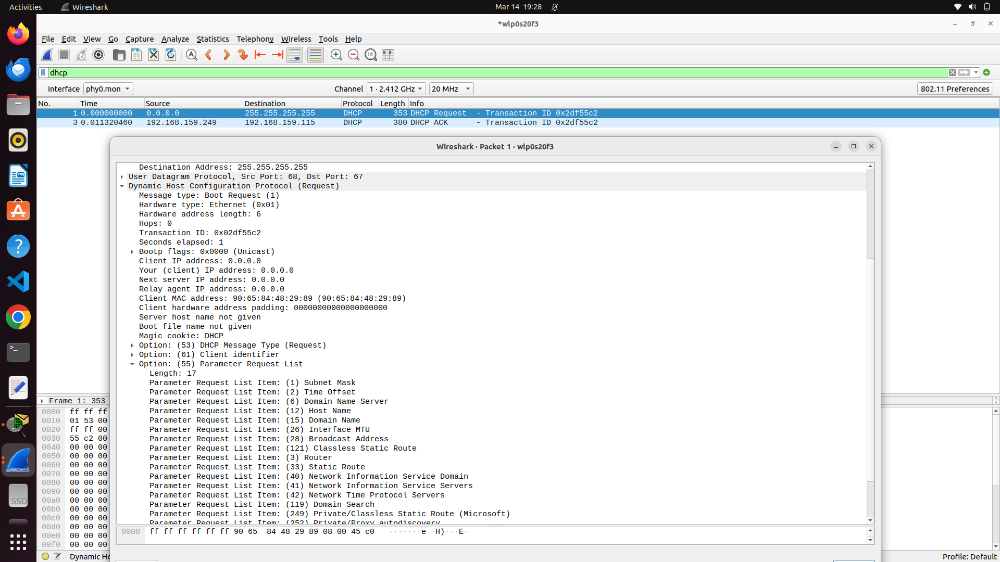 Activities
Wireshark
Mar 14 19:28
*wlp0s20f3
File Edit View Go Capture Analyze Statistics Telephony Wireless Tools Help
dhcp
Interface phy0.mon
Channel 1 · 2.412 GHz 20 MHz
802.11 Preferences
No. Time Source Destination Protocol Length Info
1 0.000000000 0.0.0.0 255.255.255.255 DHCP 353 DHCP Request - Transaction ID 0x2df55c2
3 0.011320460 192.168.159.249 192.168.159.115 DHCP 380 DHCP ACK - Transaction ID 0x2df55c2
Wireshark · Packet 1 · wlp0s20f3
Destination Address: 255.255.255.255
User Datagram Protocol, Src Port: 68, Dst Port: 67
Dynamic Host Configuration Protocol (Request)
Message type: Boot Request (1)
Hardware type: Ethernet (0x01)
Hardware address length: 6
Hops: 0
Transaction ID: 0x02df55c2
Seconds elapsed: 1
Bootp flags: 0x0000 (Unicast)
Client IP address: 0.0.0.0
Your (client) IP address: 0.0.0.0
Next server IP address: 0.0.0.0
Relay agent IP address: 0.0.0.0
Client MAC address: 90:65:84:48:29:89 (90:65:84:48:29:89)
Client hardware address padding: 00000000000000000000
Server host name not given
Boot file name not given
Magic cookie: DHCP
Option: (53) DHCP Message Type (Request)
Option: (61) Client identifier
Option: (55) Parameter Request List
Length: 17
Parameter Request List Item: (1) Subnet Mask
Parameter Request List Item: (2) Time Offset
Parameter Request List Item: (6) Domain Name Server
Parameter Request List Item: (12) Host Name
Parameter Request List Item: (15) Domain Name
Parameter Request List Item: (26) Interface MTU
Parameter Request List Item: (28) Broadcast Address
Parameter Request List Item: (121) Classless Static Route
Parameter Request List Item: (3) Router
Parameter Request List Item: (33) Static Route
Parameter Request List Item: (40) Network Information Service Domain
Parameter Request List Item: (41) Network Information Service Servers
Parameter Request List Item: (42) Network Time Protocol Servers
Parameter Request List Item: (119) Domain Search
Parameter Request List Item: (249) Private/Classless Static Route (Microsoft)
Parameter Request List Item: (252) Private/Proxy autodiscovery
0000 ff ff ff ff ff ff 90 65 84 48 29 89 08 00 45 c0 ·······e ·H)···E·
Frame 1: 353
0000 ff ff ff
0010 01 53 00
0020 ff ff 00
0030 55 c2 00
0040 00 00 00
0050 00 00 00
0060 00 00 00
0070 00 00 00
0080 00 00 00
0090 00 00 00
00a0 00 00 00
00b0 00 00 00
00c0 00 00 00
00d0 00 00 00
00e0 00 00 00
00f0 00 00 00
SSD
Dynamic Ho
Profile: Default